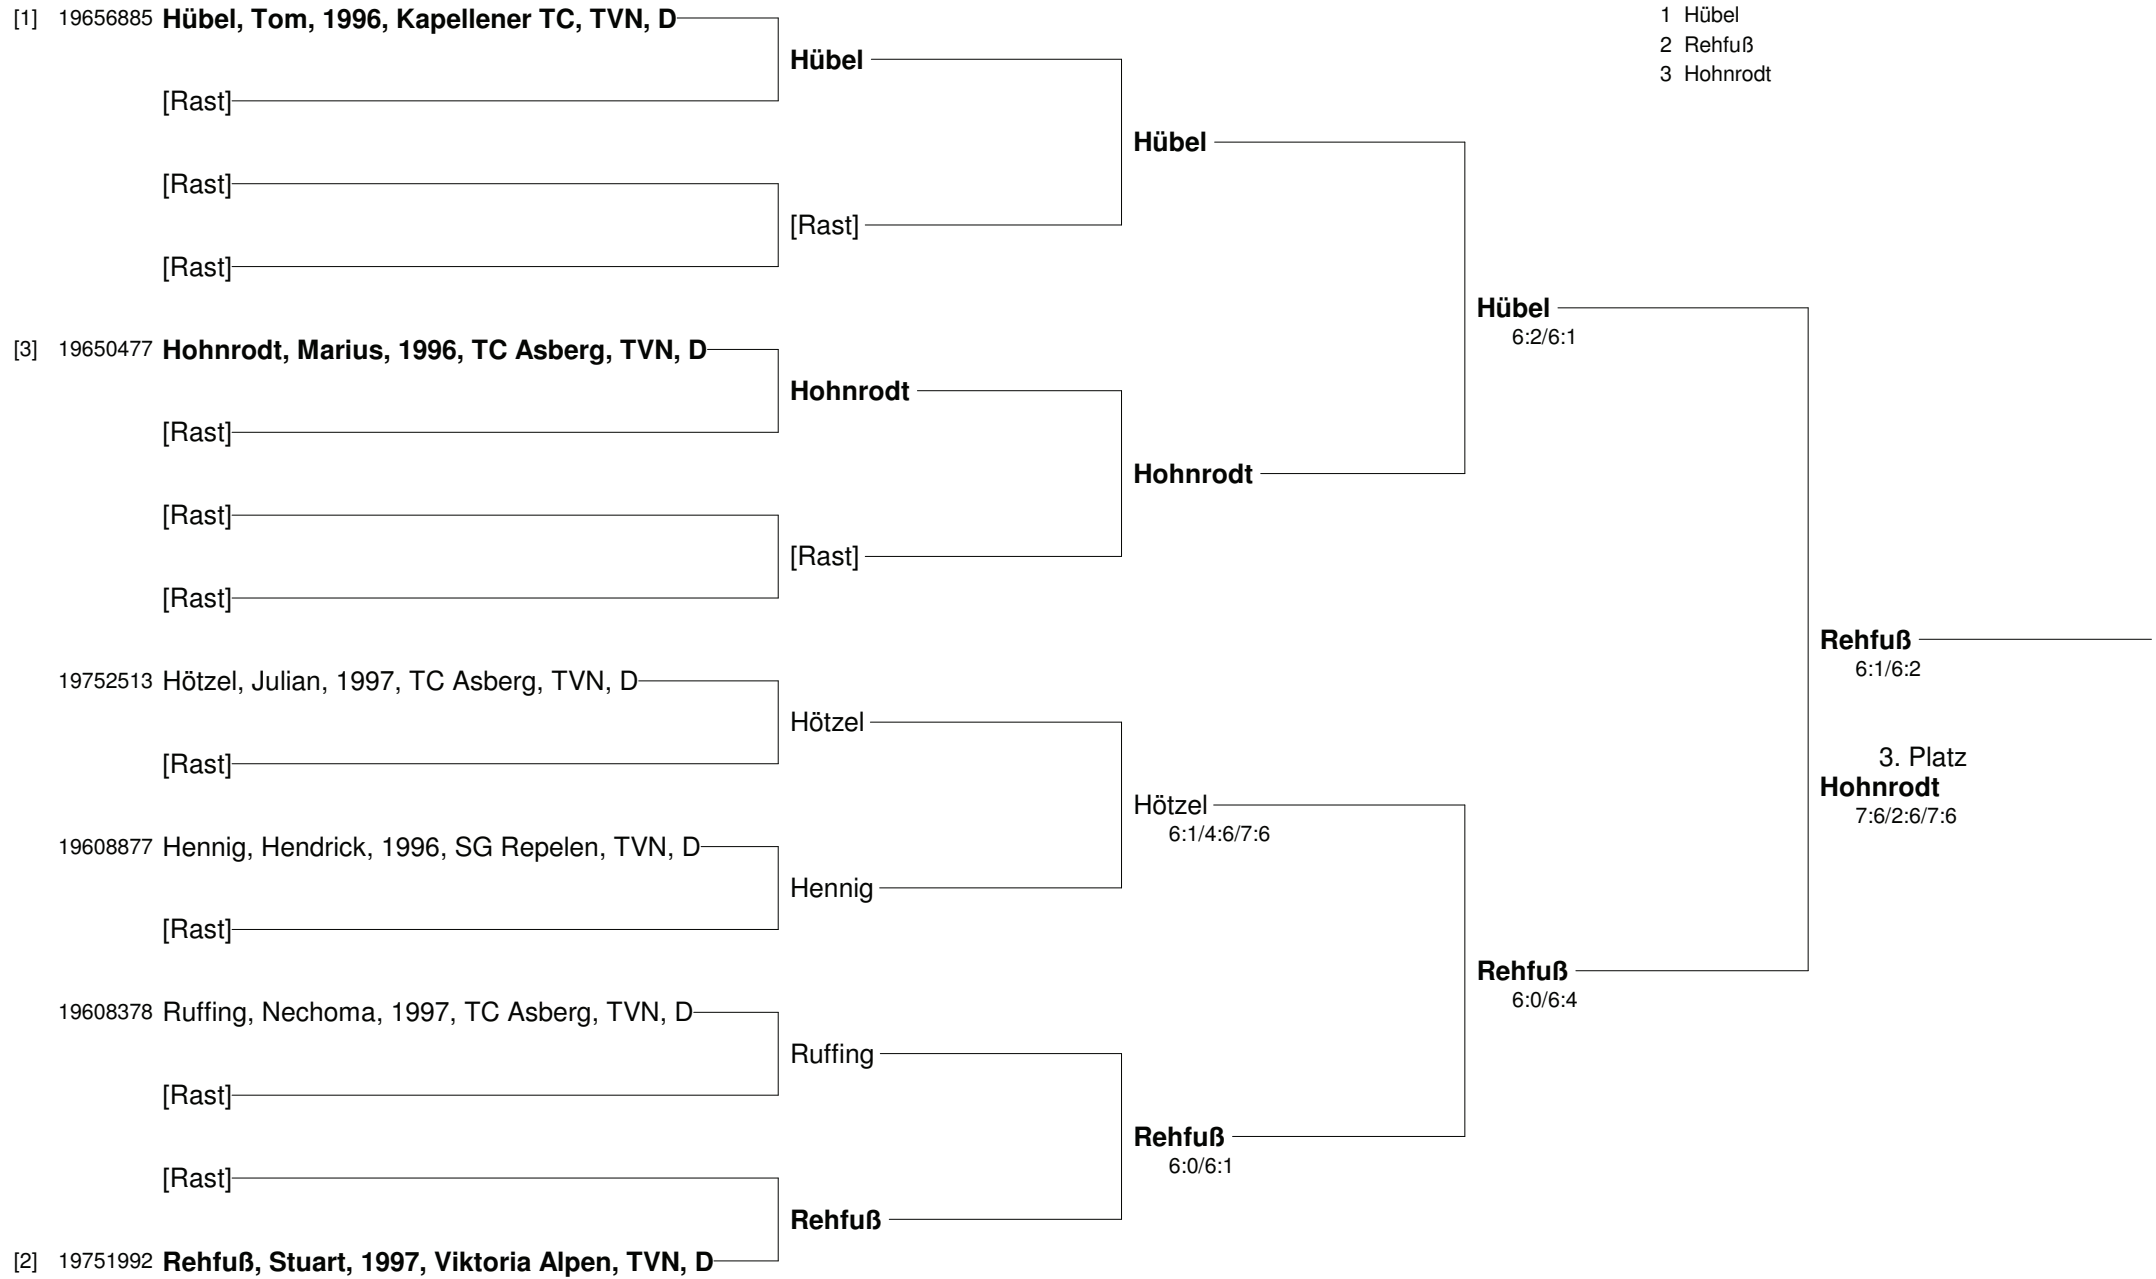 [1] 19656885 Hübel, Tom, 1996, Kapellener TC, TVN, D
[Rast]
[Rast]
[Rast]
[3] 19650477 Hohnrodt, Marius, 1996, TC Asberg, TVN, D
[Rast]
[Rast]
[Rast]
19752513 Hötzel, Julian, 1997, TC Asberg, TVN, D
[Rast]
19608877 Hennig, Hendrick, 1996, SG Repelen, TVN, D
[Rast]
19608378 Ruffing, Nechoma, 1997, TC Asberg, TVN, D
[Rast]
[Rast]
[2] 19751992 Rehfuß, Stuart, 1997, Viktoria Alpen, TVN, D
Hübel
[Rast]
Hohnrodt
[Rast]
Hötzel
Hennig
Ruffing
Rehfuß
Hübel
Hohnrodt
Hötzel
6:1/4:6/7:6
Rehfuß
6:0/6:1
Hübel
6:2/6:1
Rehfuß
6:0/6:4
1 Hübel
2 Rehfuß
3 Hohnrodt
Rehfuß
6:1/6:2
3. Platz
Hohnrodt
7:6/2:6/7:6